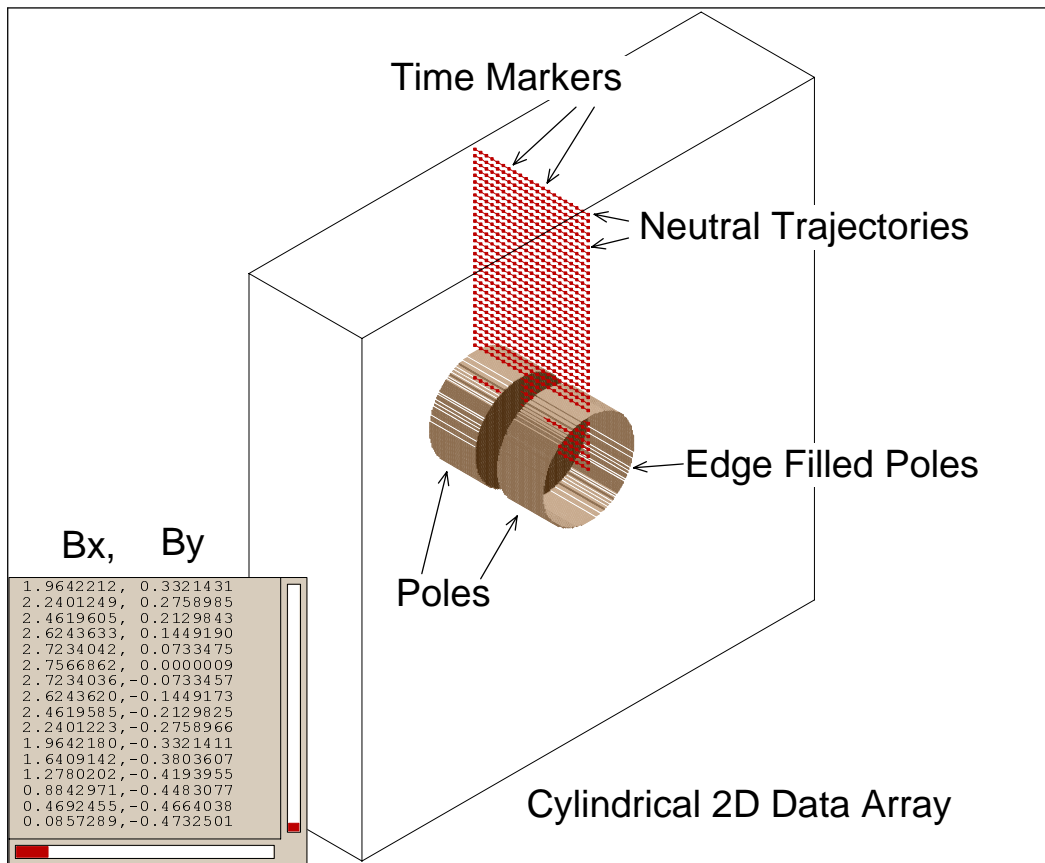 Time Markers
Neutral Trajectories
Edge Filled Poles
Poles
Bx, By
1.9642212, 0.3321431
2.2401249, 0.2758985
2.4619605, 0.2129843
2.6243633, 0.1449190
2.7234042, 0.0733475
2.7566862, 0.0000009
2.7234036,-0.0733457
2.6243620,-0.1449173
2.4619585,-0.2129825
2.2401223,-0.2758966
1.9642180,-0.3321411
1.6409142,-0.3803607
1.2780202,-0.4193955
0.8842971,-0.4483077
0.4692455,-0.4664038
0.0857289,-0.4732501
Cylindrical 2D Data Array